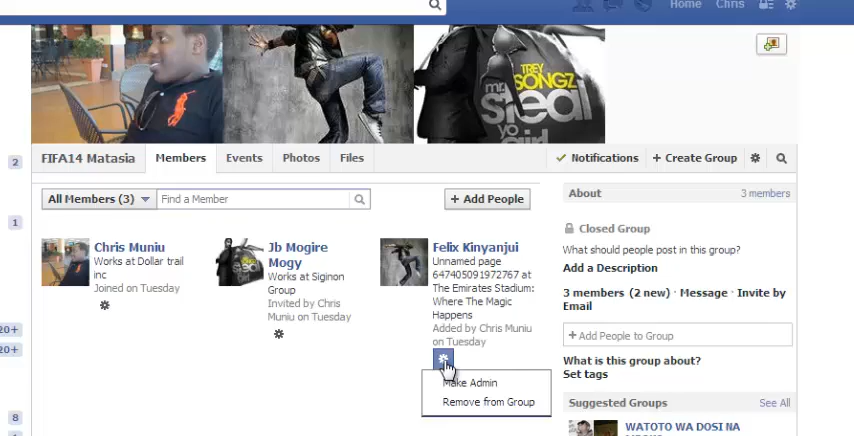 Home Chris
TREY
SONGZ
mr.
steal
yo
girl
2
FIFA14 Matasia Members Events Photos Files
Notifications + Create Group
1
All Members (3) Find a Member + Add People
About 3 members
Closed Group
What should people post in this group?
Add a Description
3 members (2 new) · Message · Invite by
Email
+ Add People to Group
What is this group about?
Set tags
Suggested Groups See All
WATOTO WA DOSI NA
Chris Muniu
Works at Dollar trail
inc
Joined on Tuesday
Jb Mogire
Mogy
Works at Siginon
Group
Invited by Chris
Muniu on Tuesday
Felix Kinyanjui
Unnamed page
647405091972767 at
The Emirates Stadium:
Where The Magic
Happens
Added by Chris Muniu
on Tuesday
Make Admin
Remove from Group
20+
20+
8